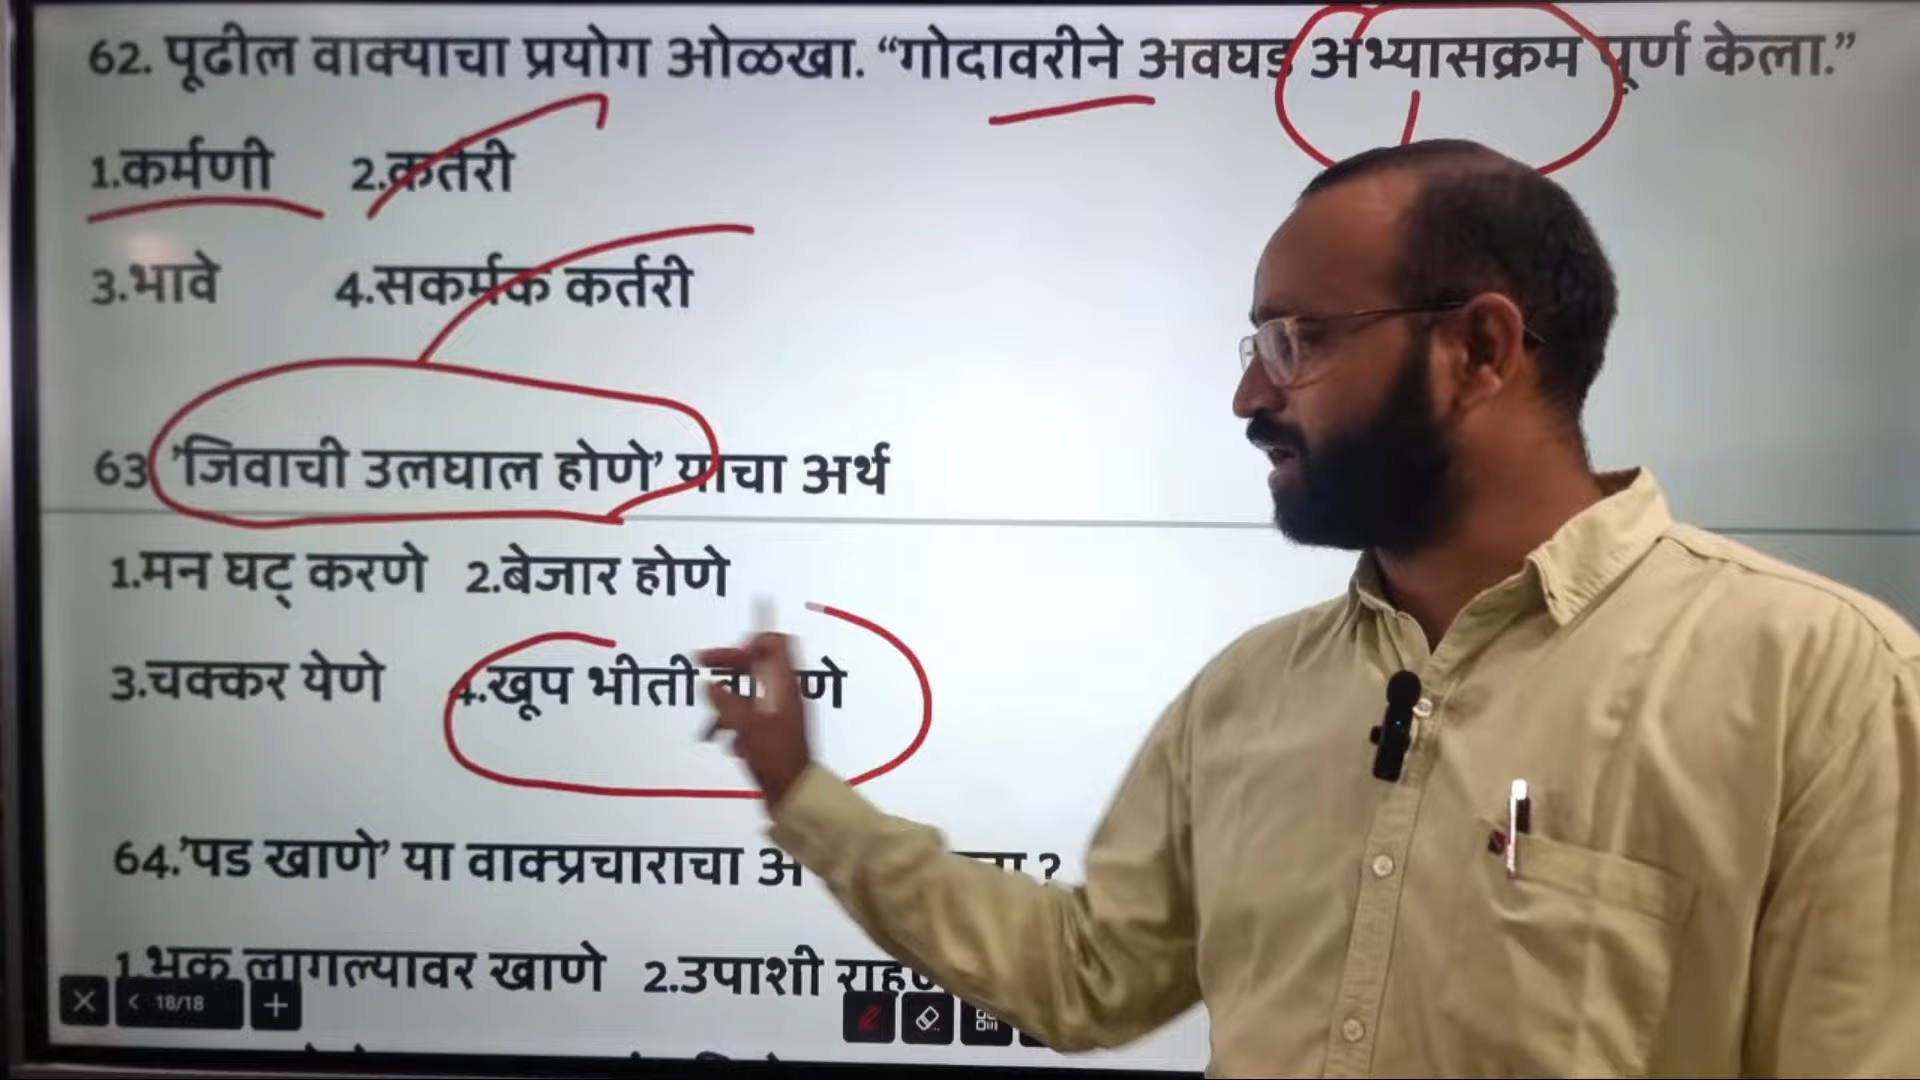 62. पूढील वाक्याचा प्रयोग ओळखा. “गोदावरीने अवघड अभ्यासक्रम पूर्ण केला.”
1.कर्मणी 2.कर्तरी
3.भावे 4.सकर्मक कर्तरी
63 ’जिवाची उलघाल होणे’ याचा अर्थ
1.मन घट् करणे 2.बेजार होणे
3.चक्कर येणे 4.खूप भीती
64.’पड खाणे’ या वाक्प्रचाराचा ?
1.भूक लागल्यावर खाणे 2.उपाशी
18/18